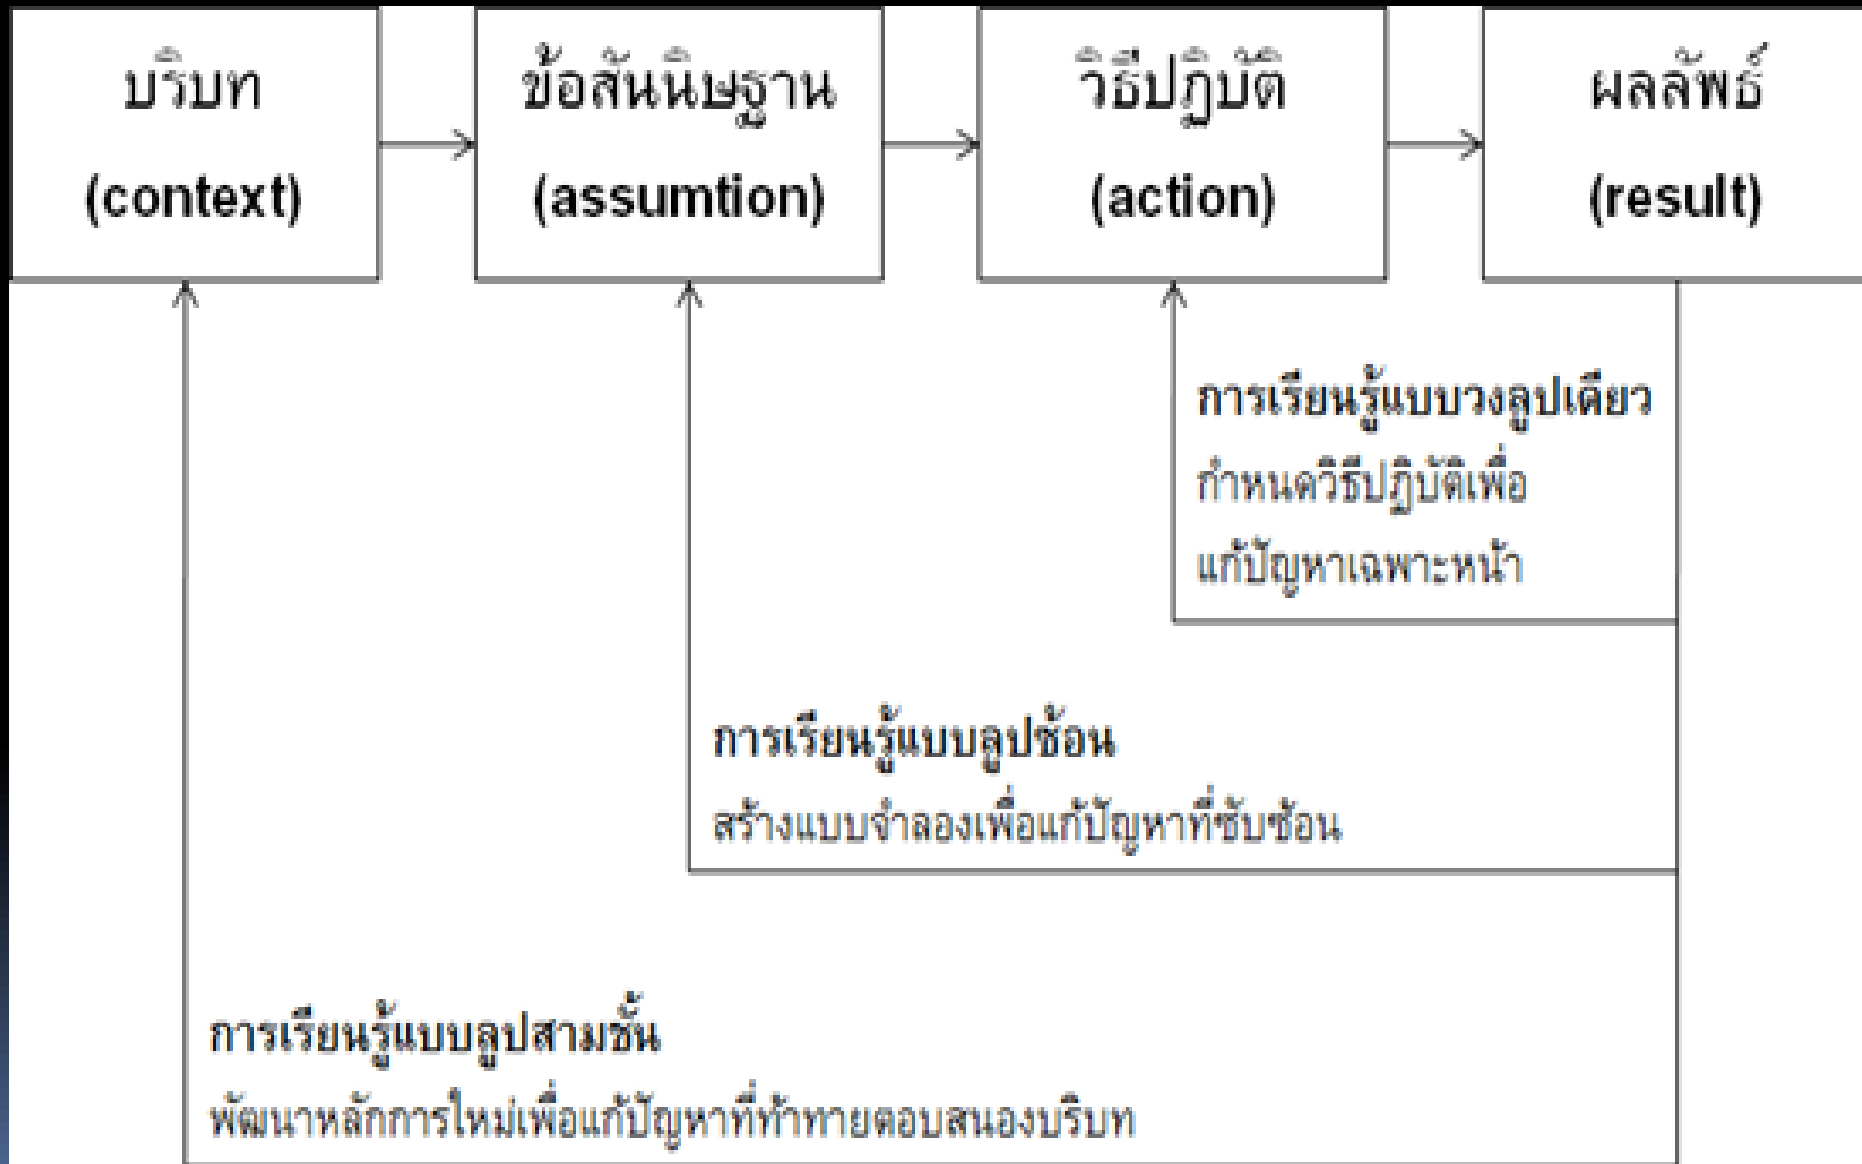 บริบท
(context)
ข้อสันนิษฐาน
(assumtion)
วิธีปฏิบัติ
(action)
ผลลัพธ์
(result)
การเรียนรู้แบบวงลูปเดียว
กำหนดวิธีปฏิบัติเพื่อ
แก้ปัญหาเฉพาะหน้า
การเรียนรู้แบบลูปซ้อน
สร้างแบบจำลองเพื่อแก้ปัญหาที่ซับซ้อน
การเรียนรู้แบบลูปสามชั้น
พัฒนาหลักการใหม่เพื่อแก้ปัญหาที่ท้าทายตอบสนองบริบท